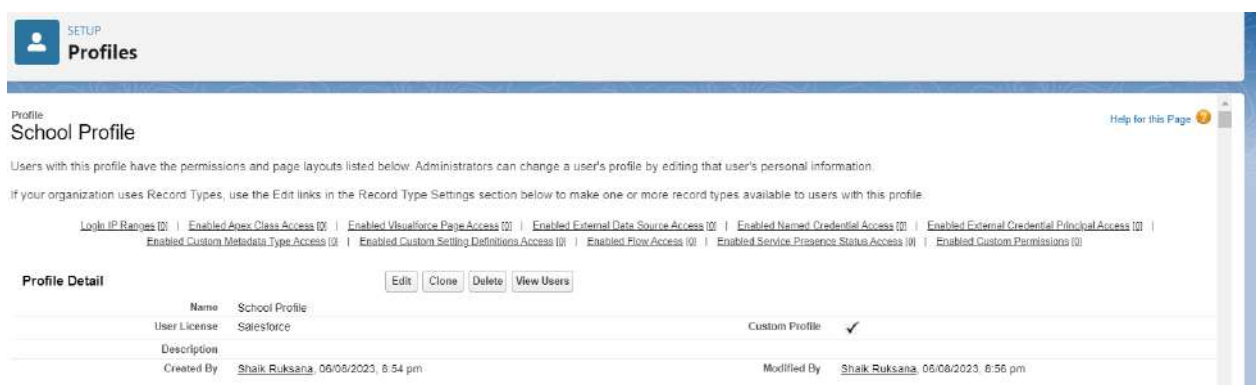 SETUP
Profiles
Profile
School Profile
Help for this Page
Users with this profile have the permissions and page layouts listed below. Administrators can change a user's profile by editing that user's personal information.
If your organization uses Record Types, use the Edit links in the Record Type Settings section below to make one or more record types available to users with this profile.
Login IP Ranges [0] | Enabled Apex Class Access [0] | Enabled Visualforce Page Access [0] | Enabled External Data Source Access [0] | Enabled Named Credential Access [0] | Enabled External Credential Principal Access [0] |
Enabled Custom Metadata Type Access [0] | Enabled Custom Setting Definitions Access [0] | Enabled Flow Access [0] | Enabled Service Presence Status Access [0] | Enabled Custom Permissions [0]
Profile Detail Edit Clone Delete View Users
Name School Profile
User License Salesforce Custom Profile ✓
Description
Created By Shaik Ruksana, 06/08/2023, 8:54 pm Modified By Shaik Ruksana, 06/08/2023, 8:56 pm